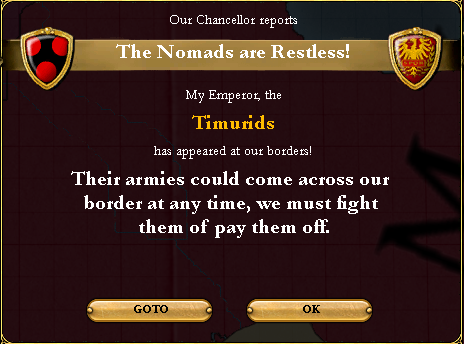 Our Chancellor reports
The Nomads are Restless!
My Emperor, the
Timurids
has appeared at our borders!
Their armies could come across our
border at any time, we must fight
them of pay them off.
GOTO
OK